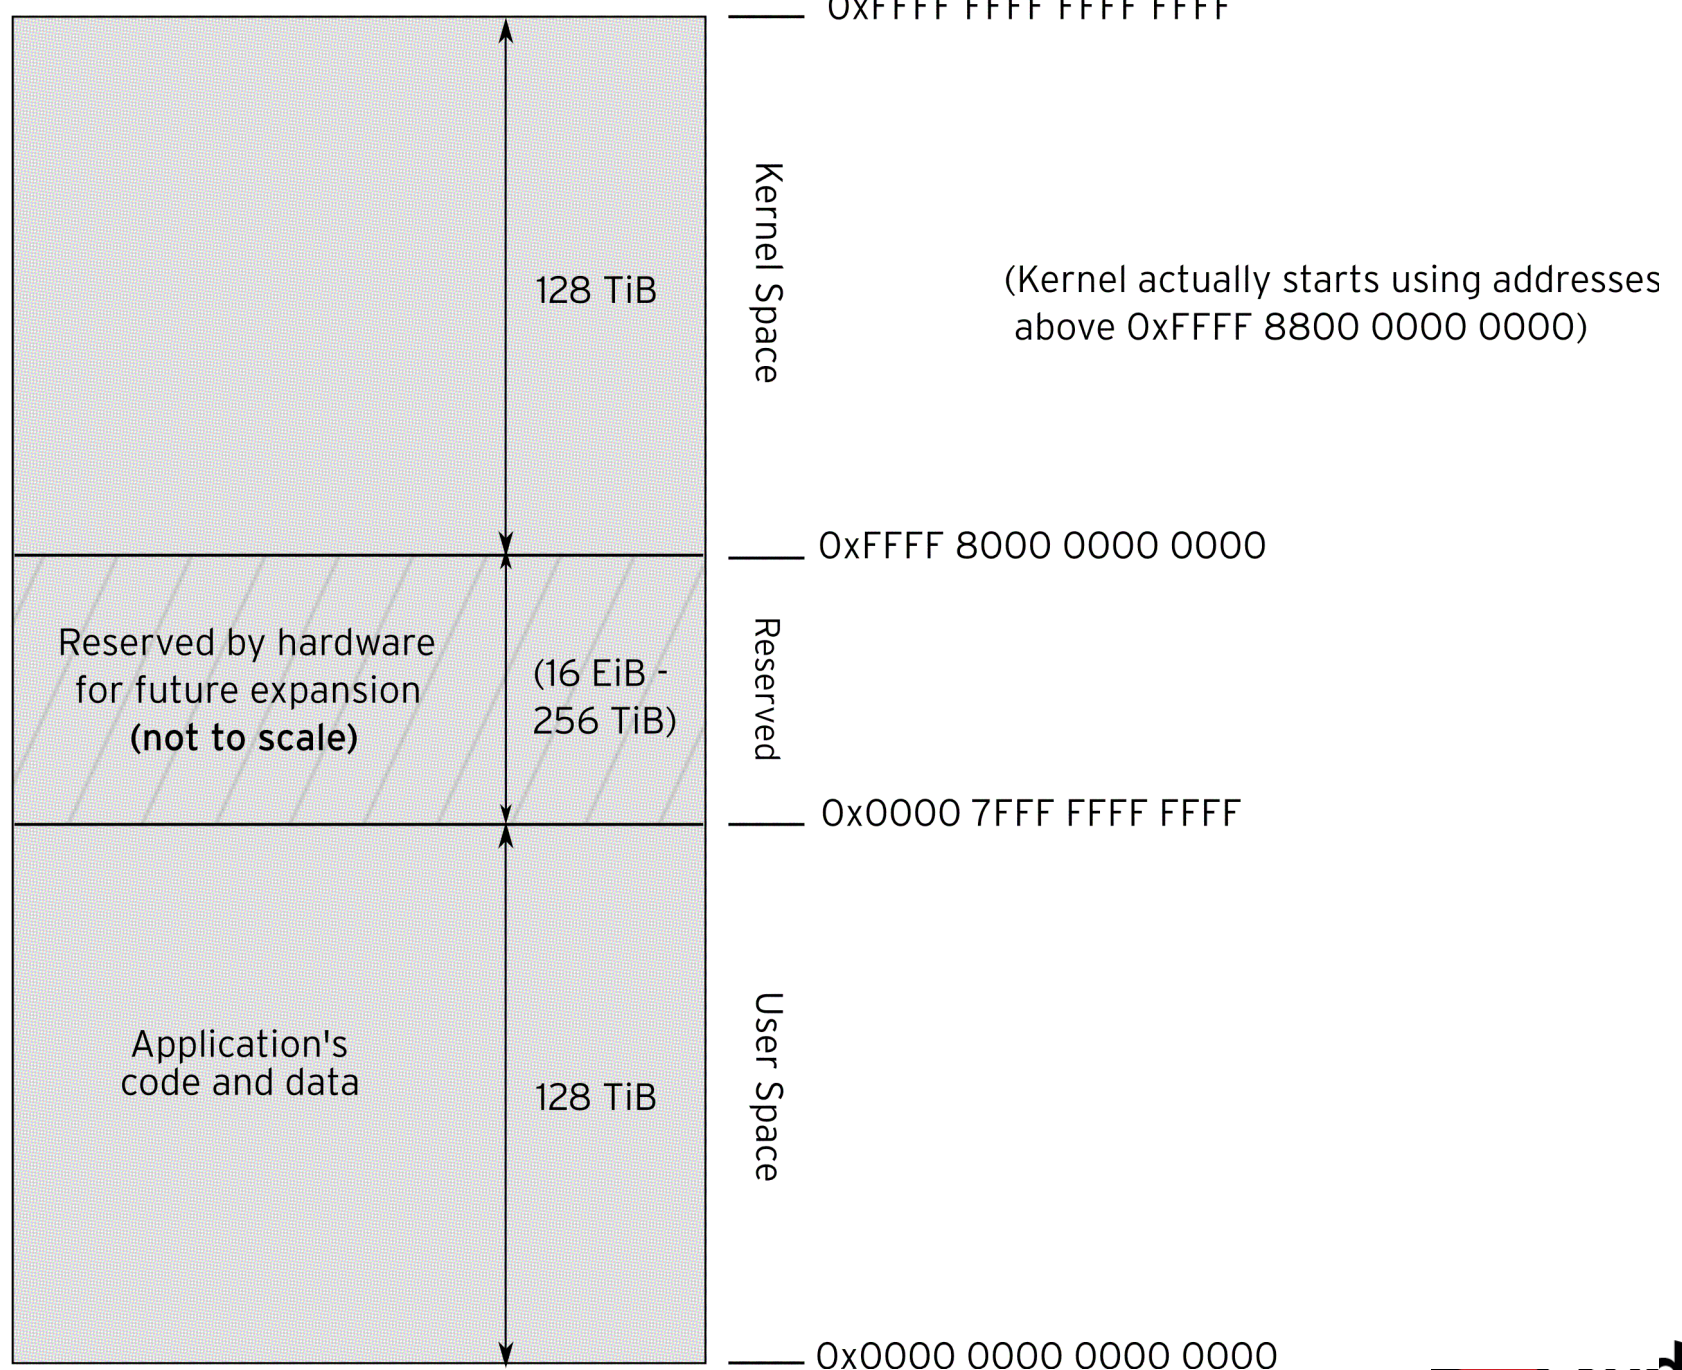 0xFFFF FFFF FFFF FFFF
Kernel Space
128 TiB
(Kernel actually starts using addresses
above 0xFFFF 8800 0000 0000)
0xFFFF 8000 0000 0000
Reserved by hardware
for future expansion
(not to scale)
(16 EiB -
256 TiB)
Reserved
0x0000 7FFF FFFF FFFF
Application's
code and data
128 TiB
User Space
0x0000 0000 0000 0000